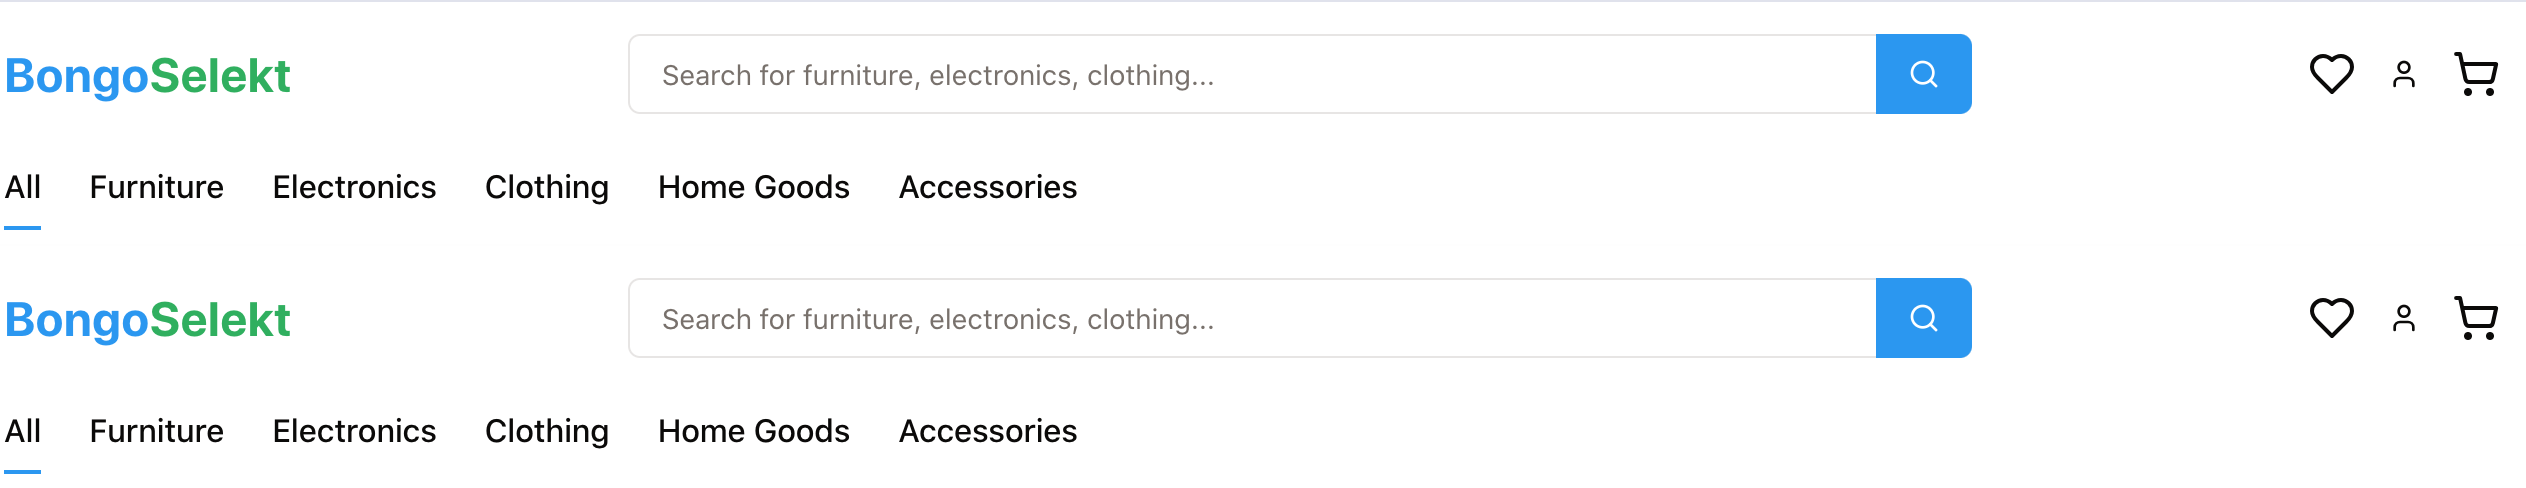 BongoSelekt
Search for furniture, electronics, clothing...
All Furniture Electronics Clothing Home Goods Accessories
BongoSelekt
Search for furniture, electronics, clothing...
All Furniture Electronics Clothing Home Goods Accessories